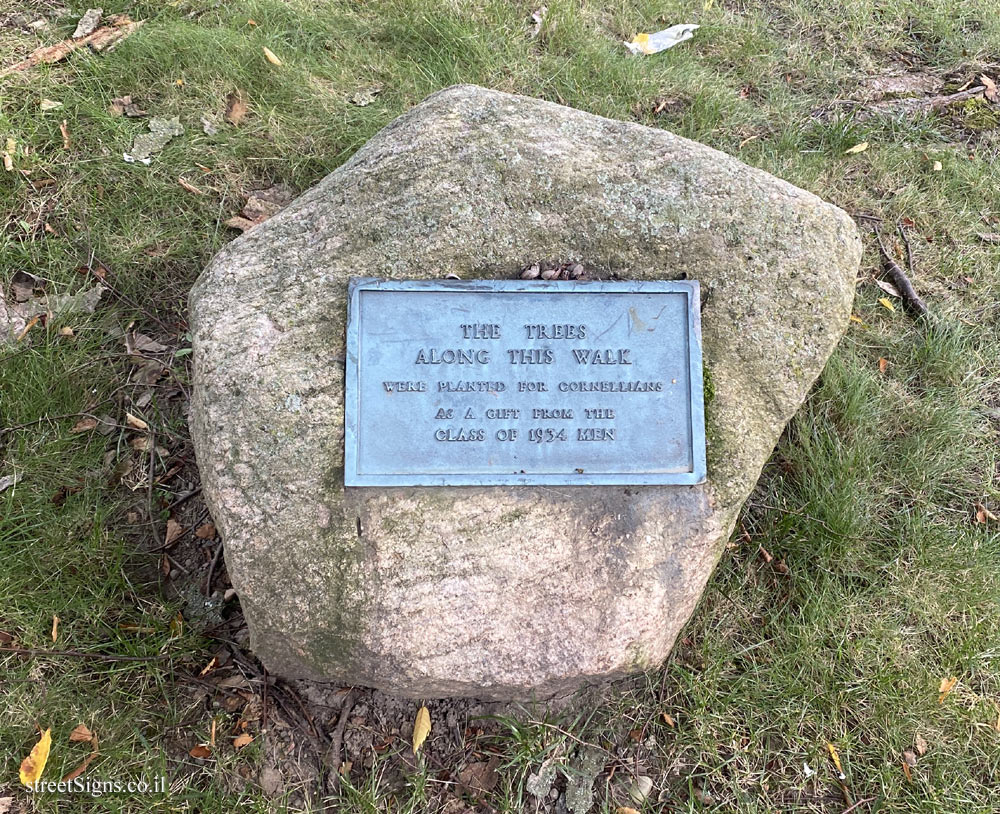 THE TREES
ALONG THIS WALK
WERE PLANTED FOR CORNELLIANS
AS A GIFT FROM THE
CLASS OF 1934 MEN
streetSigns.co.il